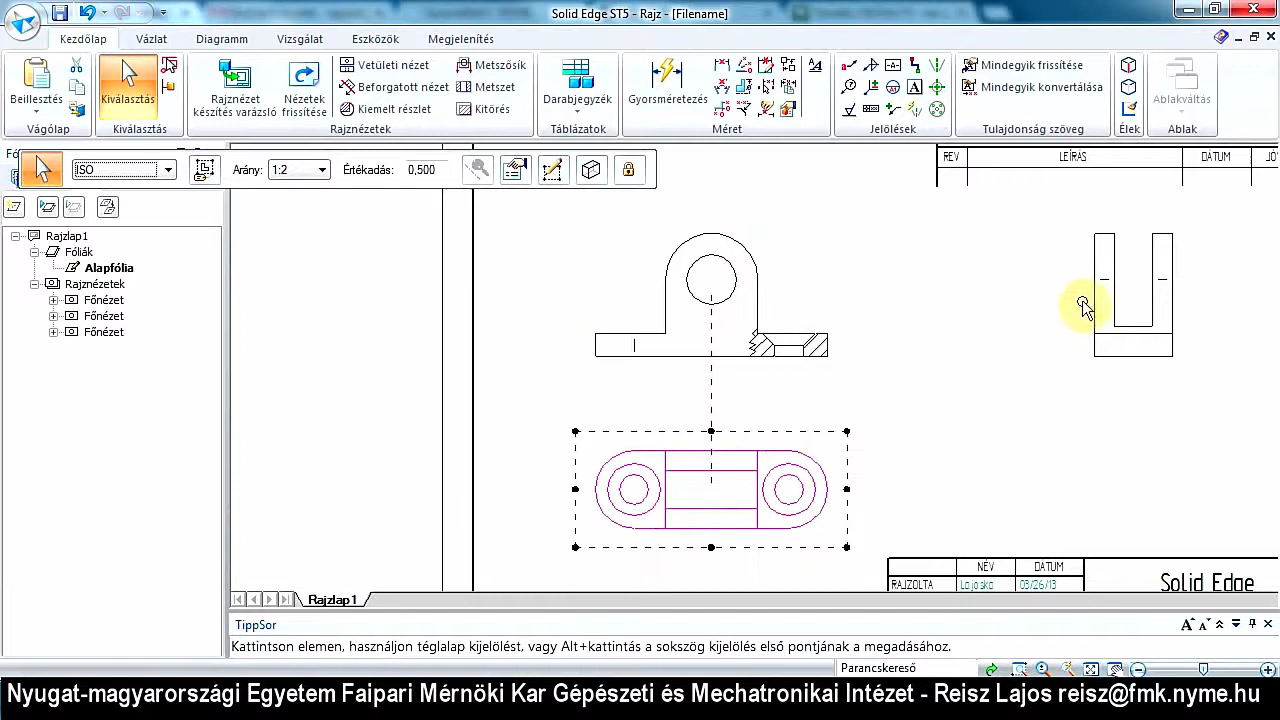 Solid Edge ST5 - Rajz - [Filename]
Kezdőlap
Vázlat
Diagramm
Vizsgálat
Eszközök
Megjelenítés
Beillesztés
Kiválasztás
Rajznézet
készítés varázsló
Nézetek
frissítése
Vetületi nézet
Beforgatott nézet
Kiemelt részlet
Metszősík
Metszet
Kitörés
Darabjegyzék
Gyorsméretezés
Mindegyik frissítése
Mindegyik konvertálása
Ablakváltás
Vágólap
Kiválasztás
Rajznézetek
Táblázatok
Méret
Jelölések
Tulajdonság szöveg
Élek
Ablak
ISO
Arány:
1:2
Értékadás:
0,500
REV
LEÍRÁS
DÁTUM
Rajzlap1
Fóliák
Alapfólia
Rajznézetek
Főnézet
Főnézet
Főnézet
NÉV
DÁTUM
RAJZOLTA
Lajoska
03/26/13
Solid Edge
Rajzlap1
TippSor
Kattintson elemen, használjon téglalap kijelölést, vagy Alt+kattintás a sokszög kijelölés első pontjának a megadásához.
Parancskereső
Nyugat-magyarországi Egyetem Faipari Mérnöki Kar Gépészeti és Mechatronikai Intézet - Reisz Lajos reisz@fmk.nyme.hu